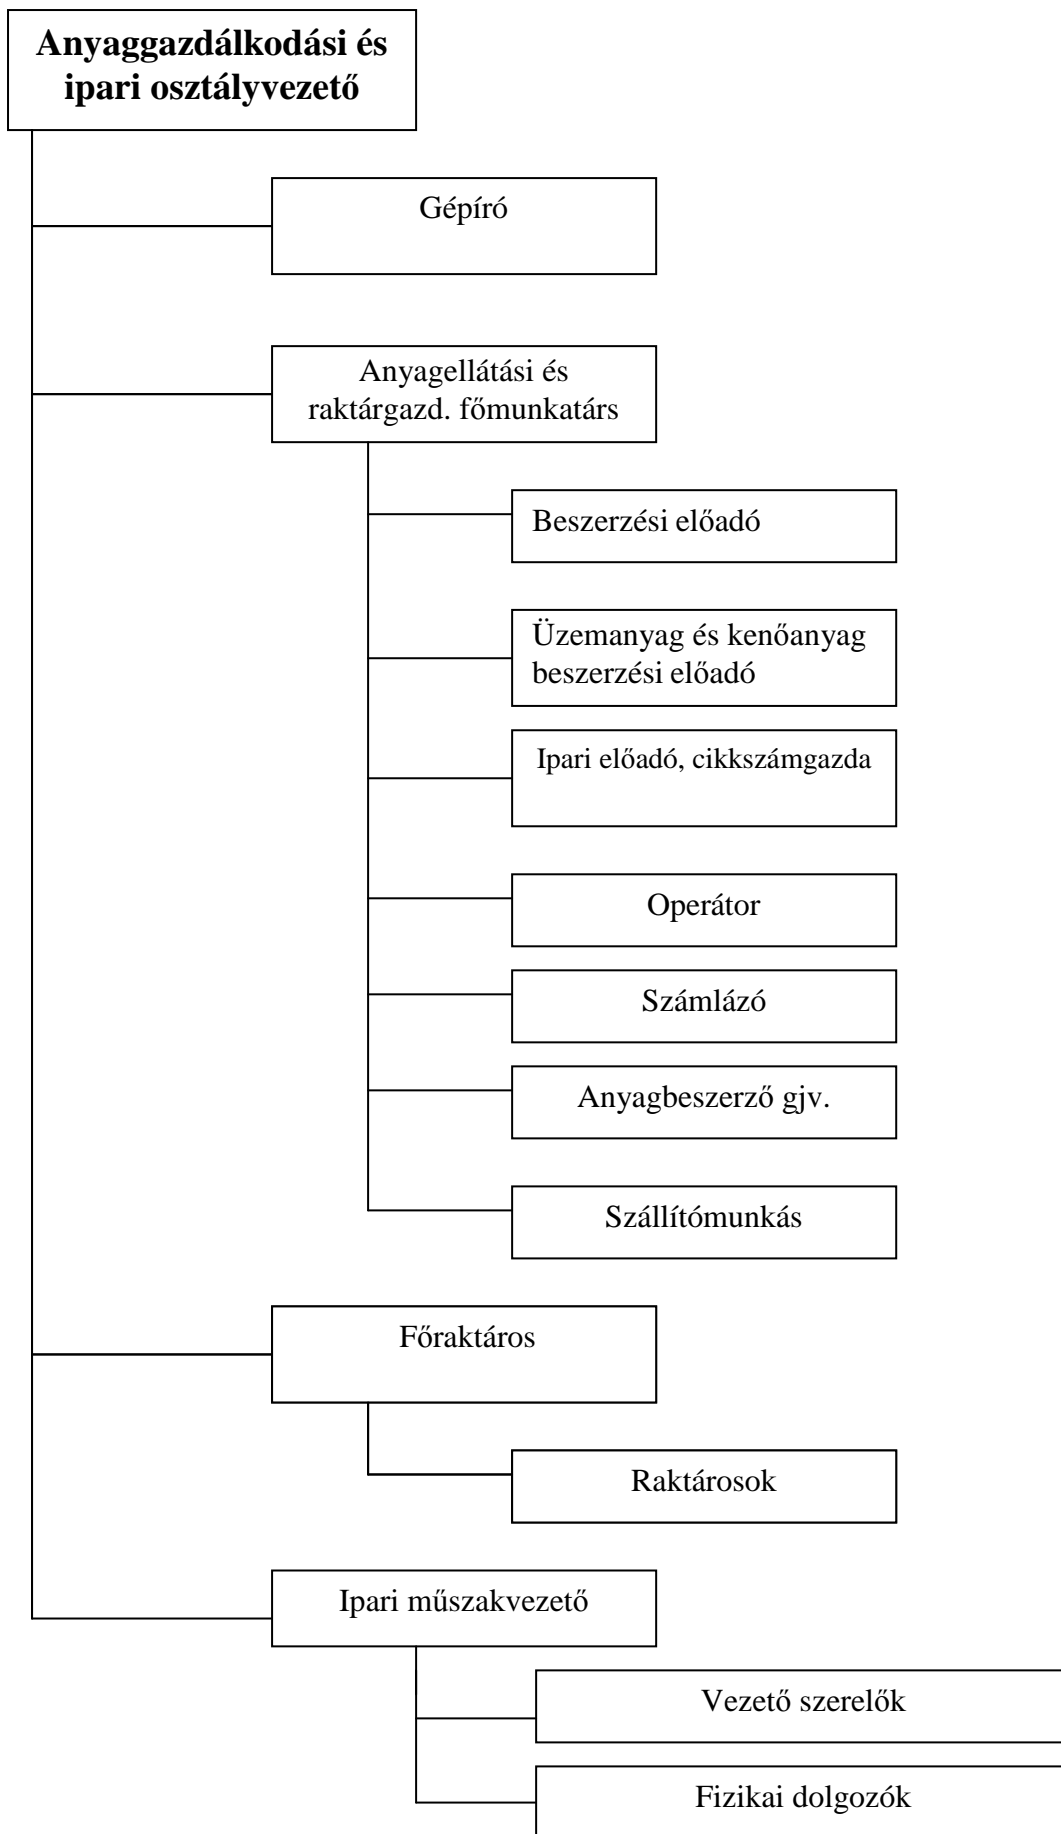 Anyaggazdálkodási és
ipari osztályvezető
Gépíró
Anyagellátási és
raktárgazd. főmunkatárs
Beszerzési előadó
Üzemanyag és kenőanyag
beszerzési előadó
Ipari előadó, cikkszámgazda
Operátor
Számlázó
Anyagbeszerző gjv.
Szállítómunkás
Főraktáros
Raktárosok
Ipari műszakvezető
Vezető szerelők
Fizikai dolgozók